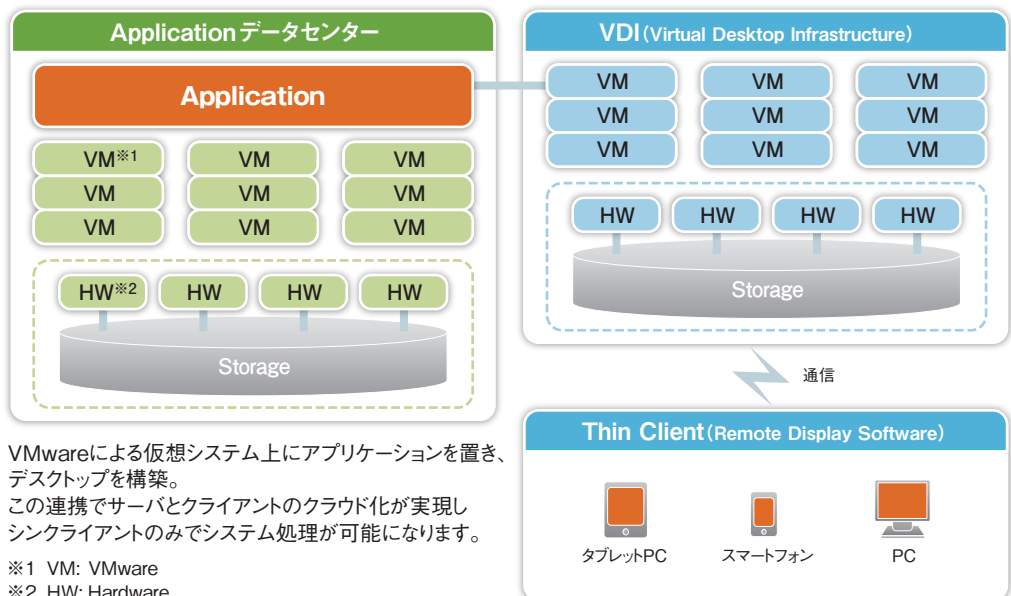 Applicationデータセンター
Application
VM※1 VM VM
VM VM VM
VM VM VM
HW※2 HW HW HW
Storage
VDI（Virtual Desktop Infrastructure）
VM VM VM
VM VM VM
VM VM VM
HW HW HW HW
Storage
通信
Thin Client（Remote Display Software）
タブレットPC スマートフォン PC
VMwareによる仮想システム上にアプリケーションを置き、
デスクトップを構築。
この連携でサーバとクライアントのクラウド化が実現し
シンクライアントのみでシステム処理が可能になります。
※1 VM: VMware
※2 HW: Hardware